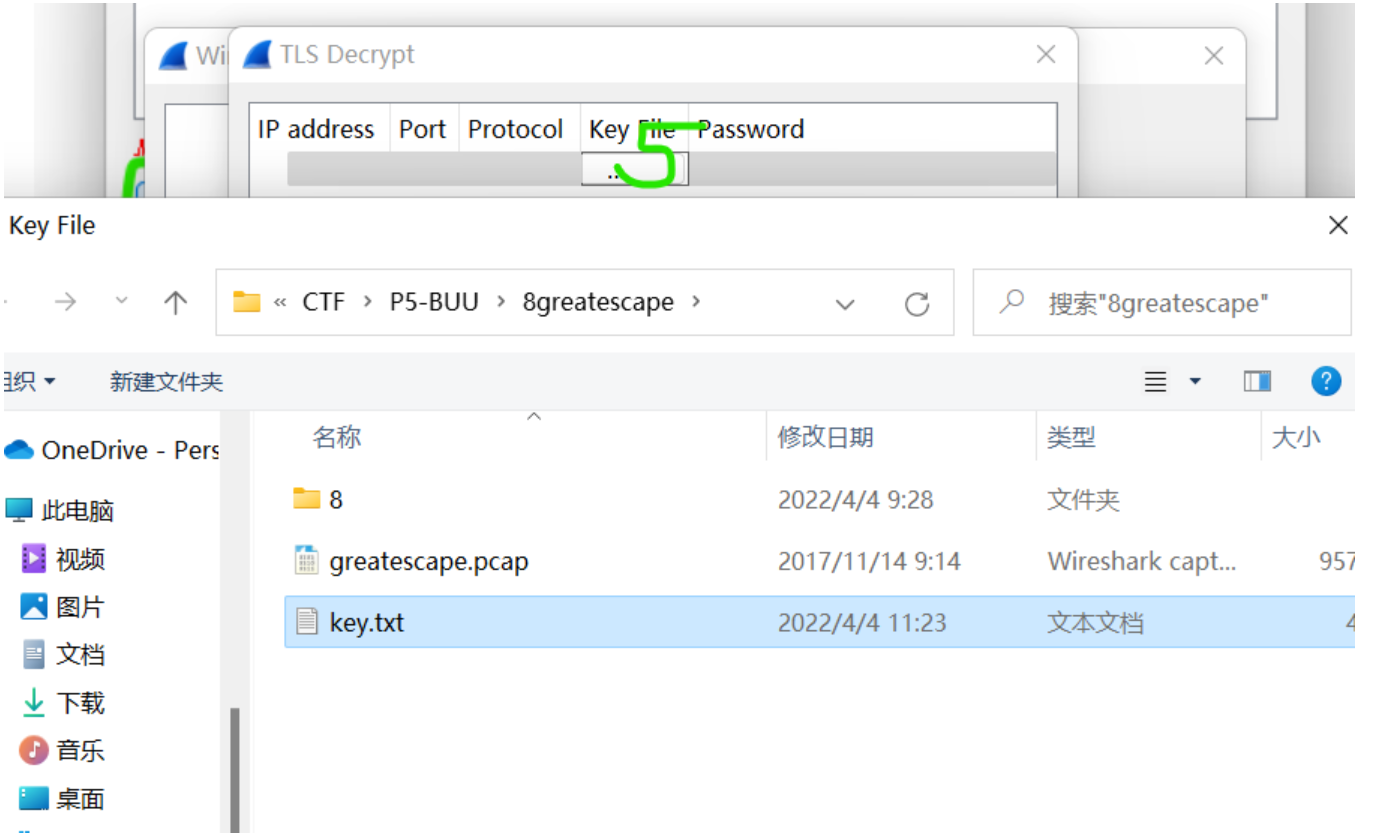 Wi TLS Decrypt
IP address Port Protocol Key File Password
5
..
Key File
« CTF › P5-BUU › 8greatescape ›
搜索"8greatescape"
组织 新建文件夹
名称 修改日期 类型 大小
OneDrive - Pers
8 2022/4/4 9:28 文件夹
此电脑
greatescape.pcap 2017/11/14 9:14 Wireshark capt... 957
视频
图片
key.txt 2022/4/4 11:23 文本文档 4
文档
下载
音乐
桌面